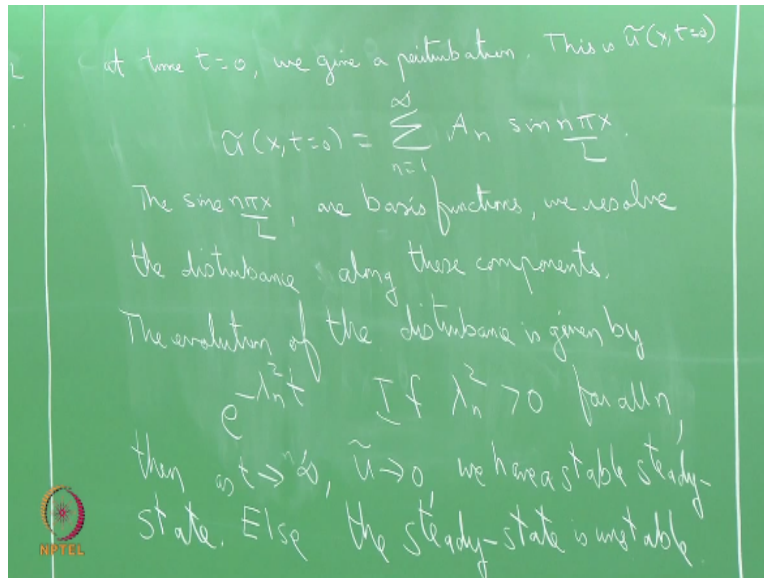 at time t=0, we give a perturbation. This is ũ(x,t=0)
ũ(x,t=0) = ∑_{n=1}^{∞} A_n sin nπx/L.
The sine nπx/L, are basis functions, we resolve
the disturbance along these components.
The evolution of the disturbance is given by
e^{-λ_n^2 t} If λ_n^2 >0 for all n,
then as t→∞, ũ→0, we have a stable steady-
state. Else the steady-state is unstable.
NPTEL